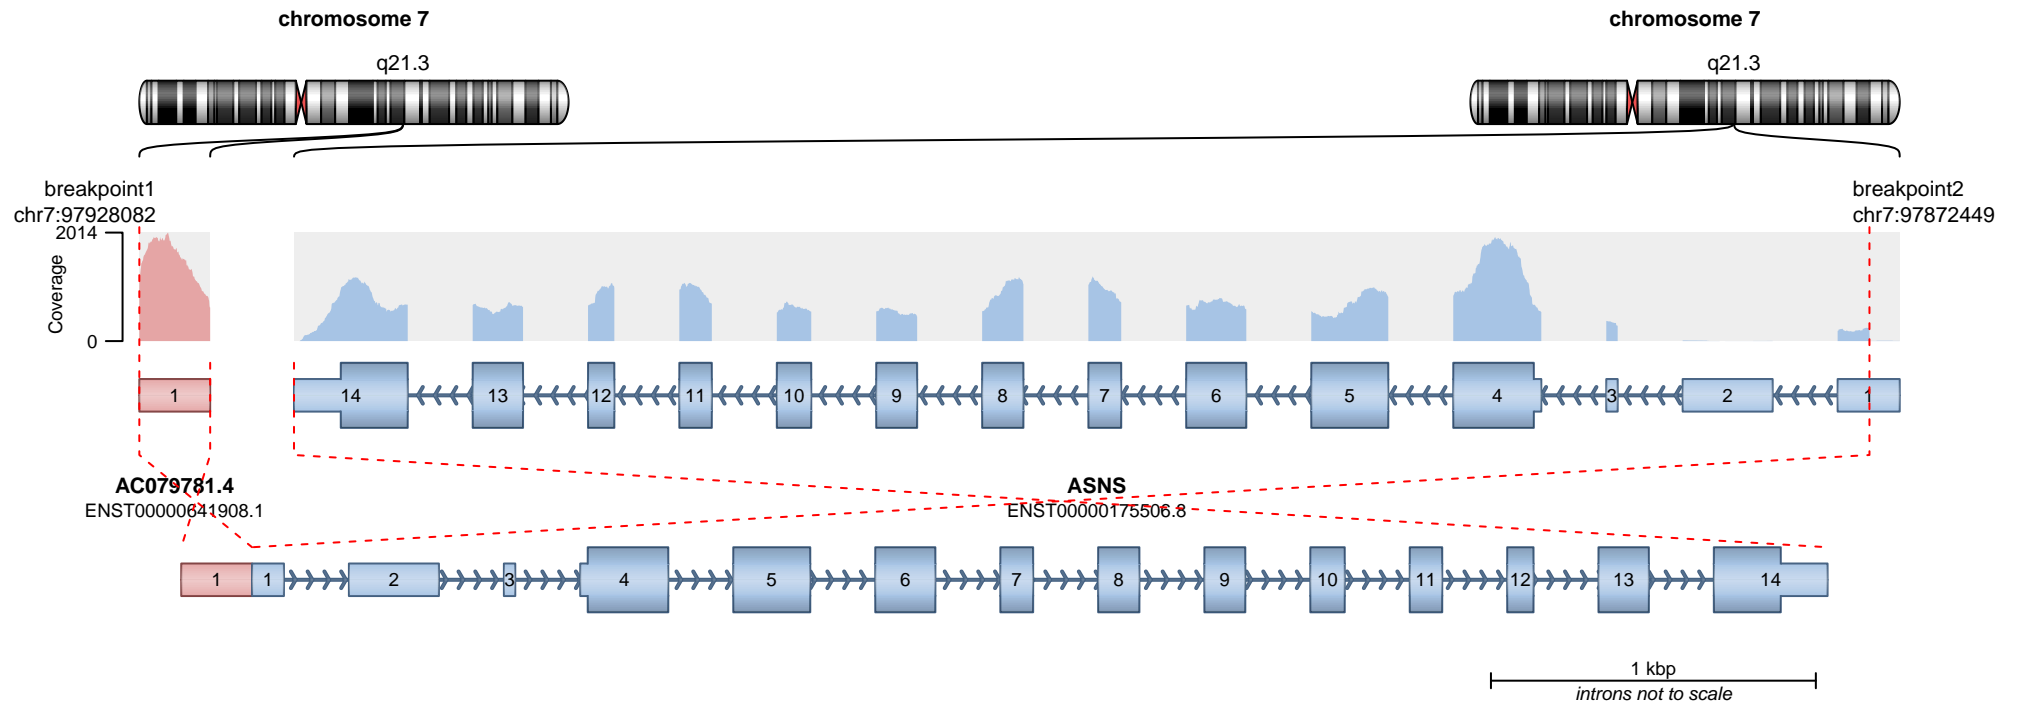 chromosome 7
chromosome 7
q21.3
q21.3
breakpoint1
chr7:97928082
breakpoint2
chr7:97872449
2014
Coverage
0
1 14 13 12 11 10 9 8 7 6 5 4 3 2 1
AC079781.4
ENST00000641908.1
ASNS
ENST00000175506.8
1 1 2 3 4 5 6 7 8 9 10 11 12 13 14
1 kbp
introns not to scale